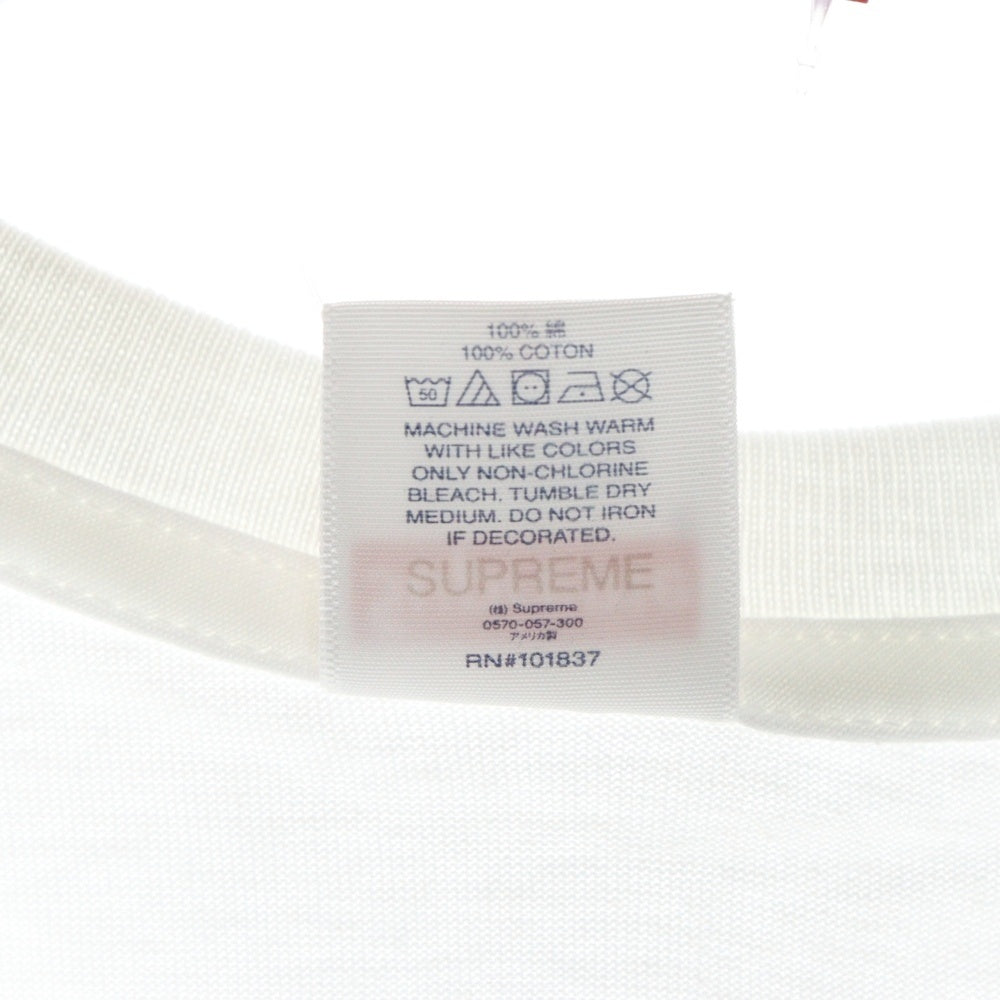 100% 綿
100% COTON
50
MACHINE WASH WARM
WITH LIKE COLORS
ONLY NON-CHLORINE
BLEACH. TUMBLE DRY
MEDIUM. DO NOT IRON
IF DECORATED.
SUPREME
(株) Supreme
0570-057-300
アメリカ製
RN#101837